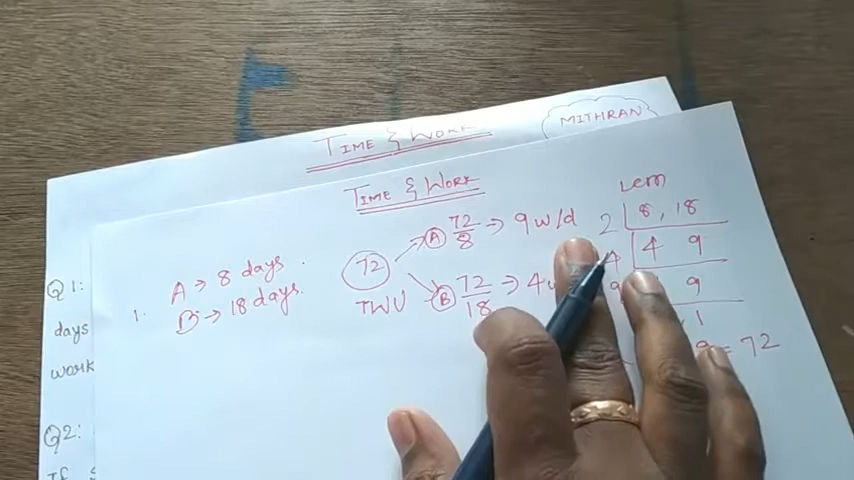 TIME & WORK
MITHRAN
TIME & WORK
Lcm
2 | 8, 18
4 | 4 9
9
1
= 72
1. A → 8 days
B → 18 days.
72
TWU
A 72/8 → 9 w/d
B 72/18 → 4
Q1:
days
work
Q2: